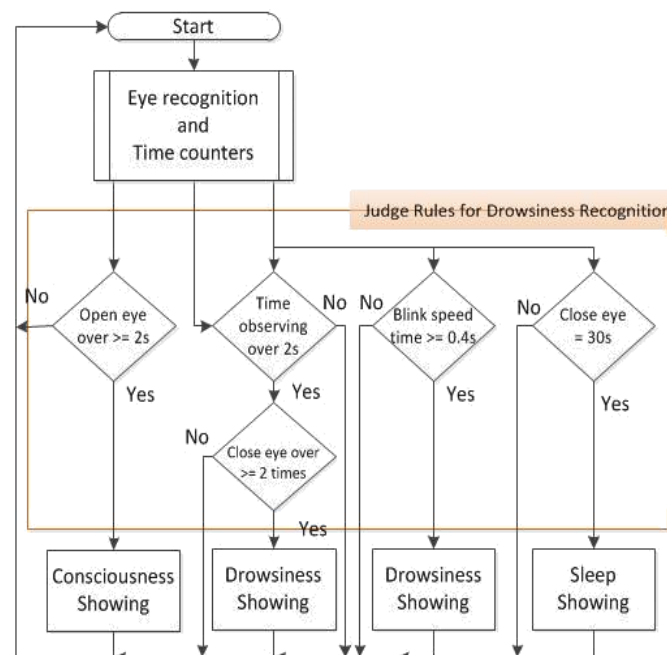 Start
Eye recognition
and
Time counters
Judge Rules for Drowsiness Recognition
No
Open eye
over >= 2s
Yes
Time
observing
over 2s
No
Yes
No
Close eye over
>= 2 times
Yes
No
Blink speed
time >= 0.4s
Yes
No
Close eye
= 30s
Yes
Consciousness
Showing
Drowsiness
Showing
Drowsiness
Showing
Sleep
Showing